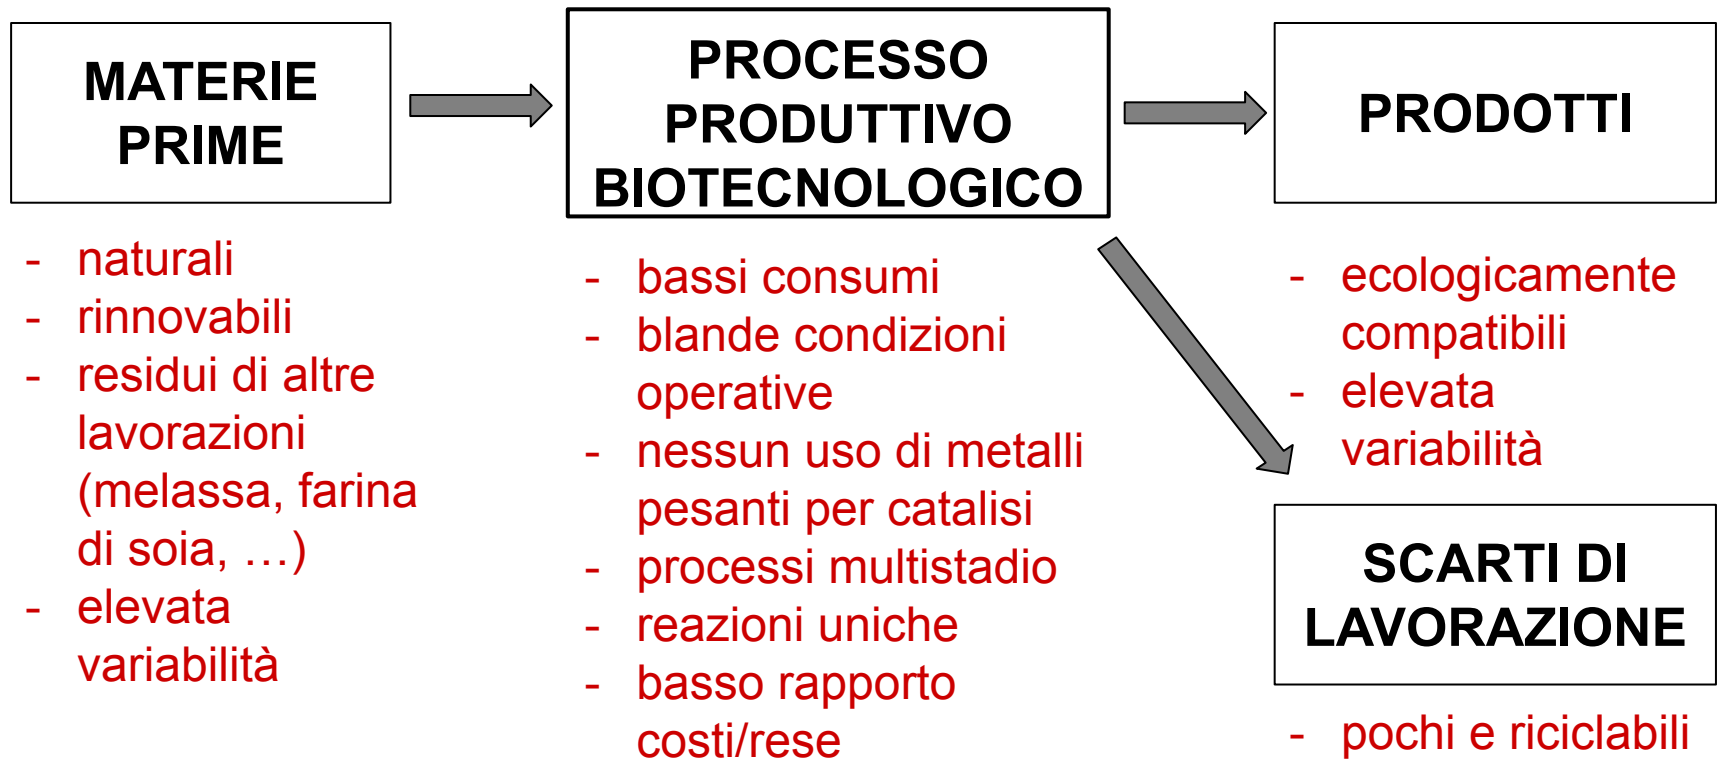 MATERIE
PRIME
- naturali
- rinnovabili
- residui di altre
lavorazioni
(melassa, farina
di soia, …)
- elevata
variabilità
PROCESSO
PRODUTTIVO
BIOTECNOLOGICO
- bassi consumi
- blande condizioni
operative
- nessun uso di metalli
pesanti per catalisi
- processi multistadio
- reazioni uniche
- basso rapporto
costi/rese
PRODOTTI
- ecologicamente
compatibili
- elevata
variabilità
SCARTI DI
LAVORAZIONE
- pochi e riciclabili